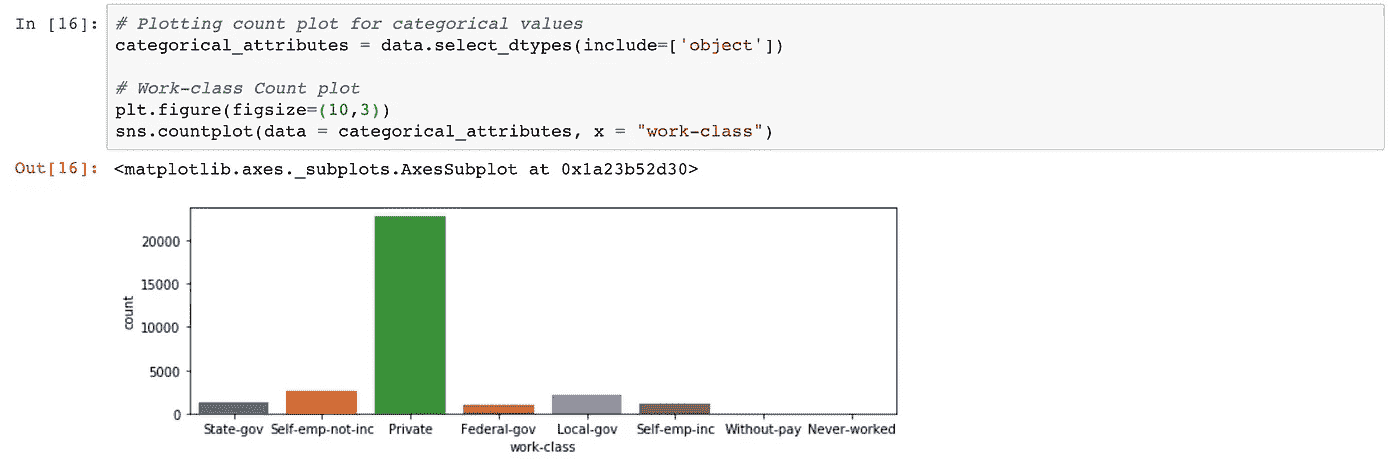 In [16]: # Plotting count plot for categorical values
categorical_attributes = data.select_dtypes(include=['object'])
# Work-class Count plot
plt.figure(figsize=(10,3))
sns.countplot(data = categorical_attributes, x = "work-class")
Out[16]: <matplotlib.axes._subplots.AxesSubplot at 0x1a23b52d30>
20000
15000
10000
5000
0
count
State-gov Self-emp-not-inc Private Federal-gov Local-gov Self-emp-inc Without-pay Never-worked
work-class